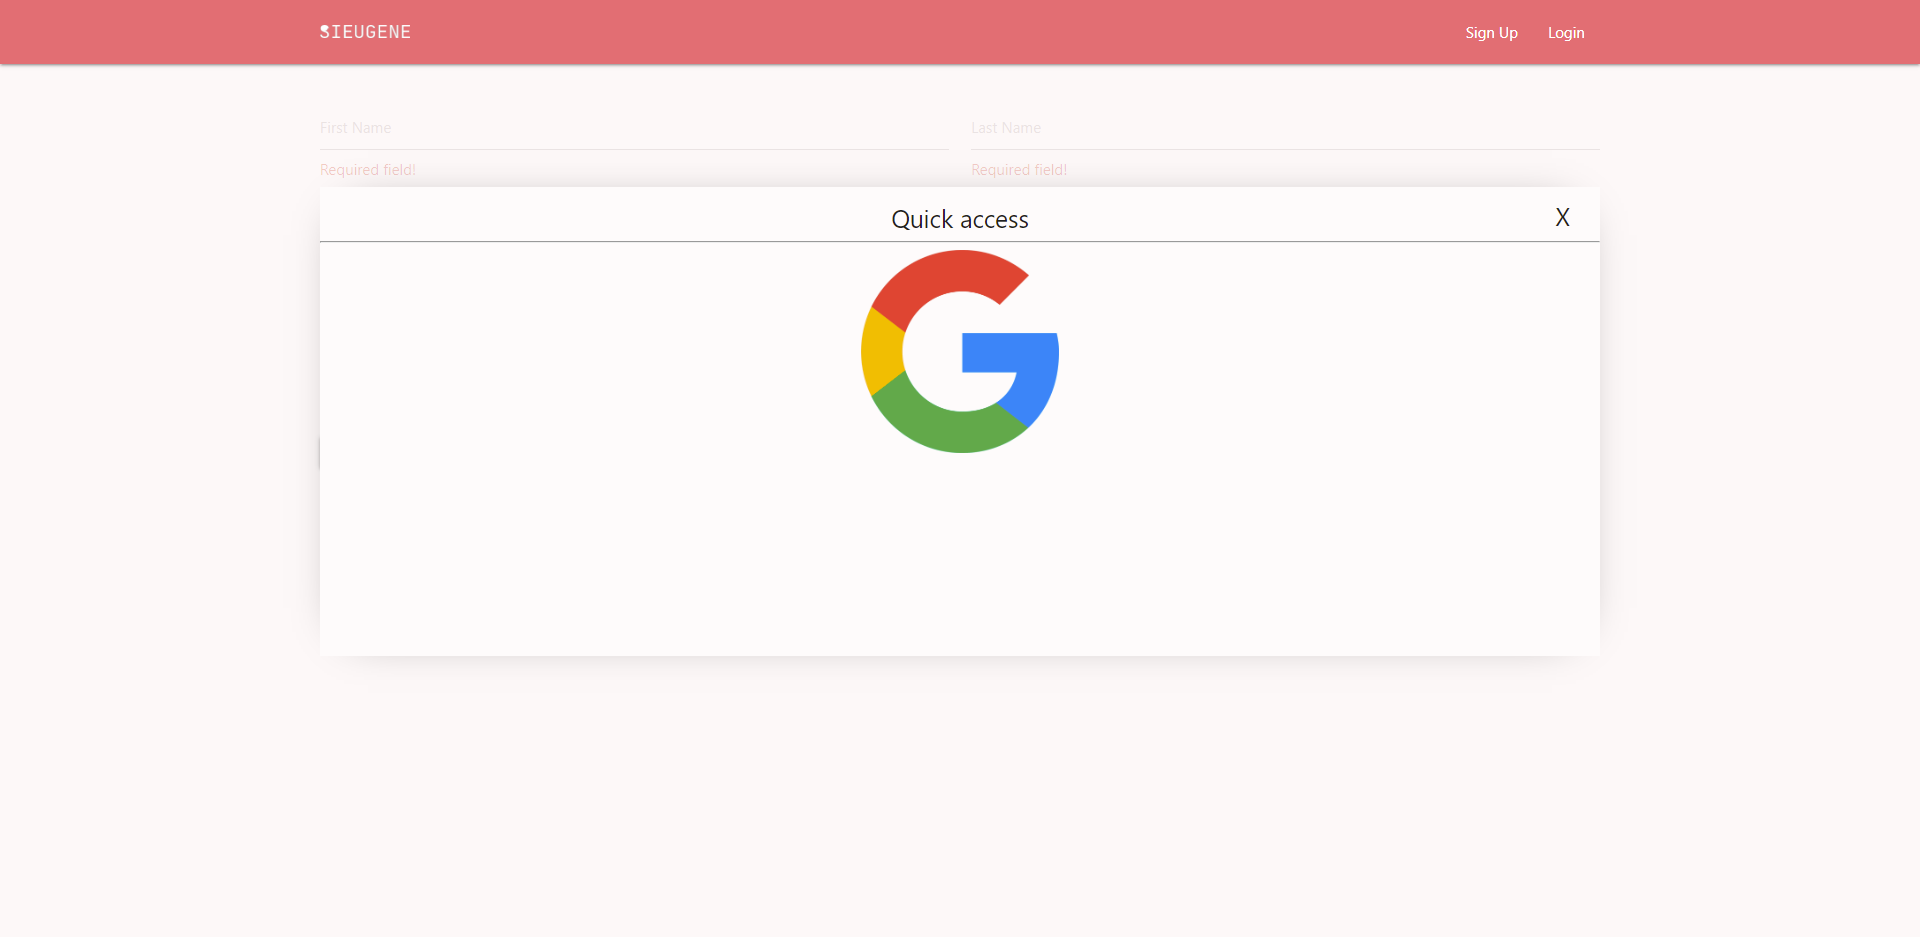 SIEUGENE
Sign Up
Login
First Name
Last Name
Required field!
Required field!
Quick access
X